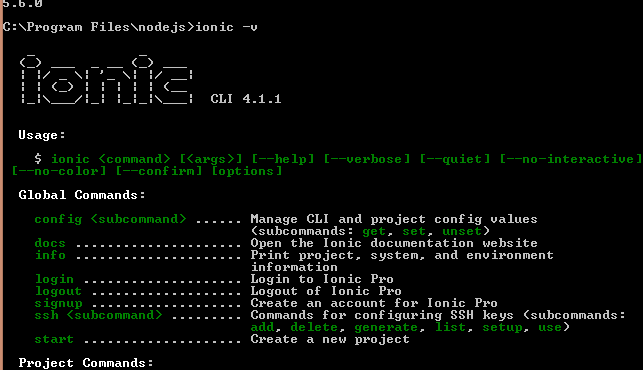 5.6.0
C:\Program Files\nodejs>ionic -v
ionic CLI 4.1.1
Usage:
$ ionic <command> [<args>] [--help] [--verbose] [--quiet] [--no-interactive]
[--no-color] [--confirm] [options]
Global Commands:
config <subcommand> ...... Manage CLI and project config values
(subcommands: get, set, unset)
docs ..................... Open the Ionic documentation website
info ..................... Print project, system, and environment
information
login .................... Login to Ionic Pro
logout ................... Logout of Ionic Pro
signup ................... Create an account for Ionic Pro
ssh <subcommand> ......... Commands for configuring SSH keys (subcommands:
add, delete, generate, list, setup, use)
start .................... Create a new project
Project Commands: